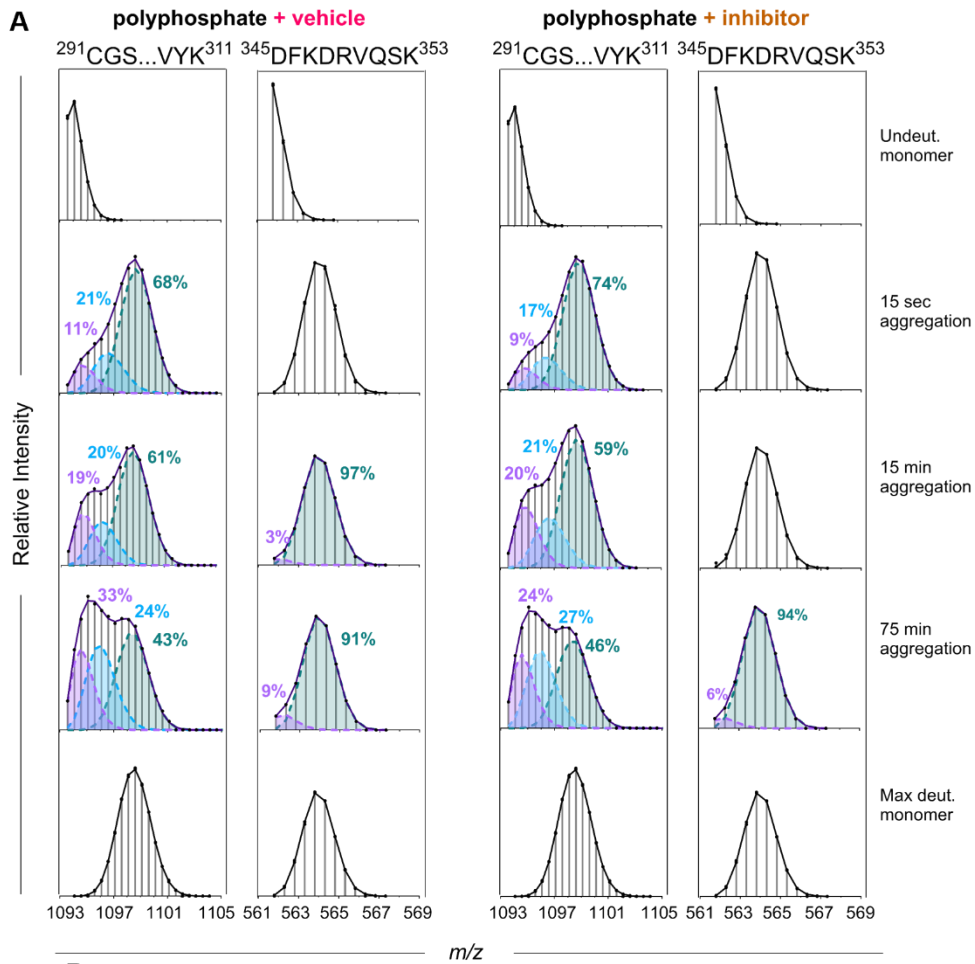 A
polyphosphate + vehicle
polyphosphate + inhibitor
²⁹¹CGS...VYK³¹¹ ³⁴⁵DFKDRVQSK³⁵³
²⁹¹CGS...VYK³¹¹ ³⁴⁵DFKDRVQSK³⁵³
Undeut.
monomer
68%
21%
11%
74%
17%
9%
15 sec
aggregation
61%
20%
19%
97%
3%
59%
21%
20%
15 min
aggregation
33%
24%
43%
91%
9%
24%
27%
46%
94%
6%
75 min
aggregation
Max deut.
monomer
Relative Intensity
1093 1097 1101 1105
561 563 565 567 569
1093 1097 1101 1105
561 563 565 567 569
m/z